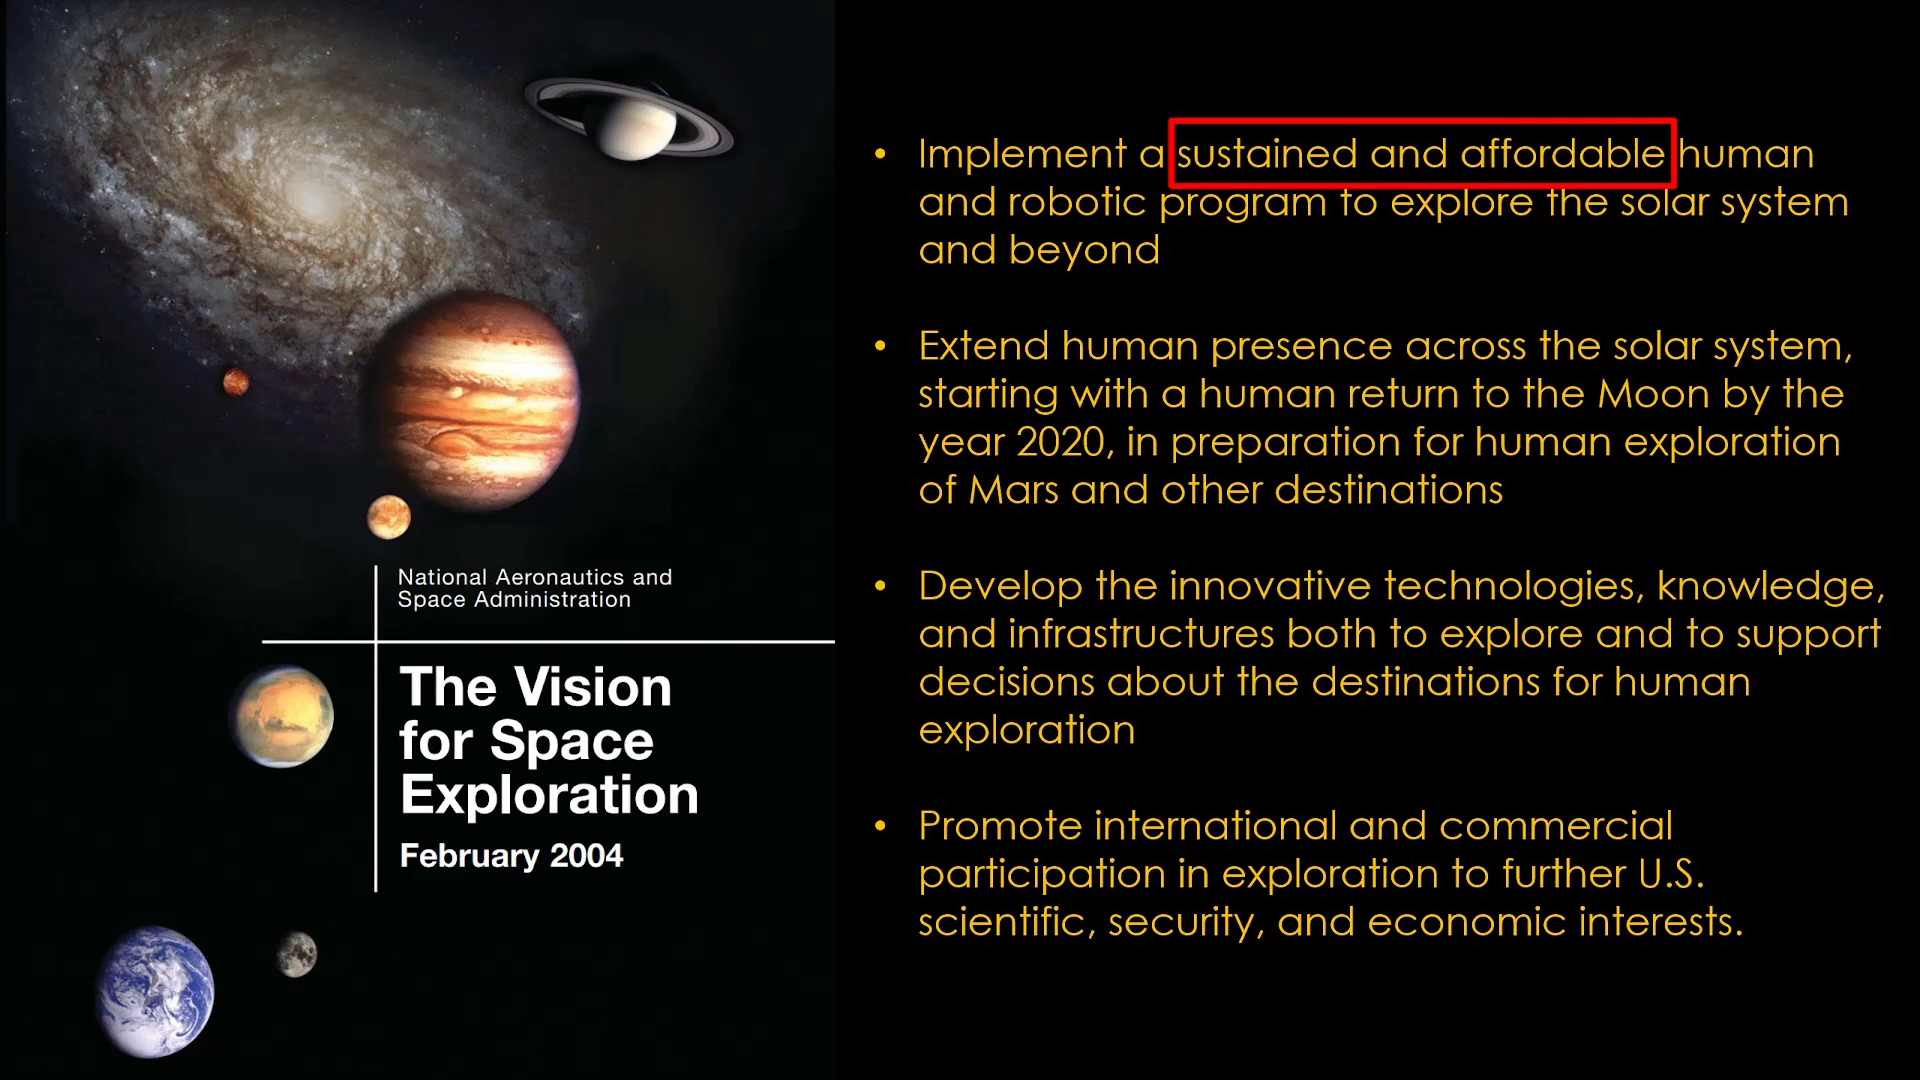 National Aeronautics and
Space Administration
The Vision
for Space
Exploration
February 2004
• Implement a sustained and affordable human
and robotic program to explore the solar system
and beyond
• Extend human presence across the solar system,
starting with a human return to the Moon by the
year 2020, in preparation for human exploration
of Mars and other destinations
• Develop the innovative technologies, knowledge,
and infrastructures both to explore and to support
decisions about the destinations for human
exploration
• Promote international and commercial
participation in exploration to further U.S.
scientific, security, and economic interests.